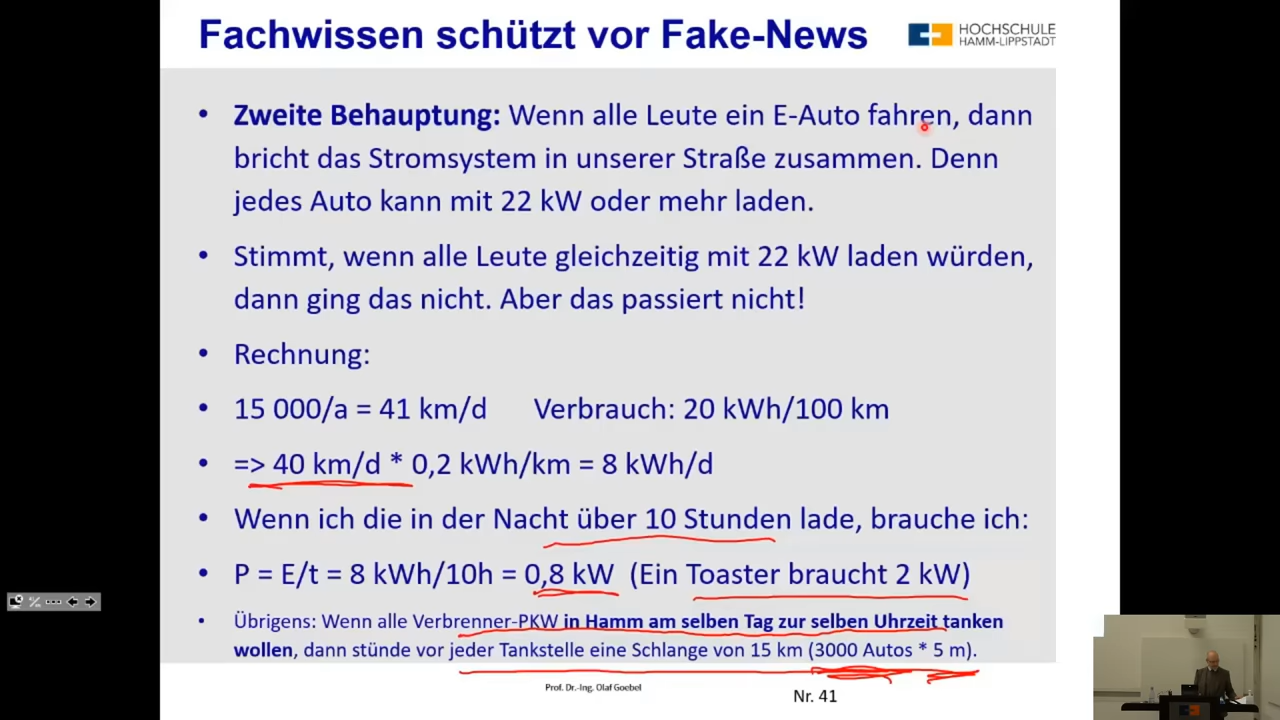 Fachwissen schützt vor Fake-News
HOCHSCHULE
HAMM-LIPPSTADT
• Zweite Behauptung: Wenn alle Leute ein E-Auto fahren, dann
bricht das Stromsystem in unserer Straße zusammen. Denn
jedes Auto kann mit 22 kW oder mehr laden.
• Stimmt, wenn alle Leute gleichzeitig mit 22 kW laden würden,
dann ging das nicht. Aber das passiert nicht!
• Rechnung:
• 15 000/a = 41 km/d Verbrauch: 20 kWh/100 km
• => 40 km/d * 0,2 kWh/km = 8 kWh/d
• Wenn ich die in der Nacht über 10 Stunden lade, brauche ich:
• P = E/t = 8 kWh/10h = 0,8 kW (Ein Toaster braucht 2 kW)
• Übrigens: Wenn alle Verbrenner-PKW in Hamm am selben Tag zur selben Uhrzeit tanken
wollen, dann stünde vor jeder Tankstelle eine Schlange von 15 km (3000 Autos * 5 m).
Prof. Dr.-Ing. Olaf Goebel
Nr. 41